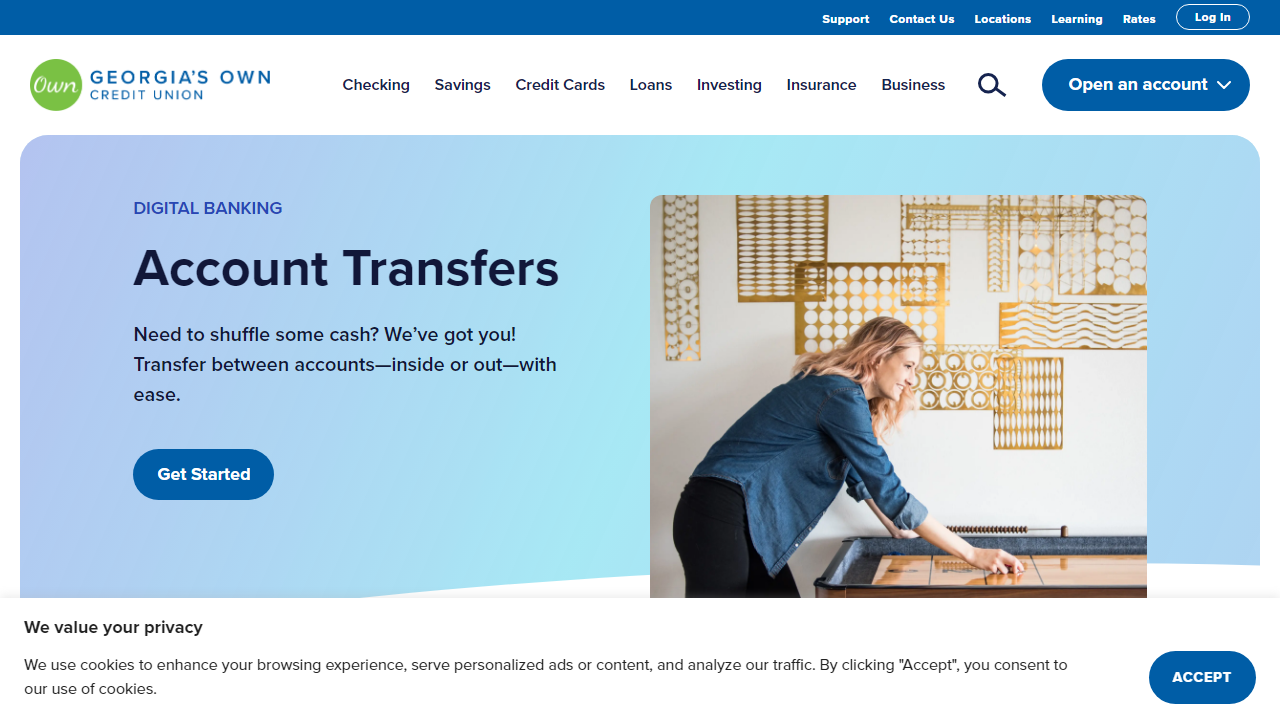 Support Contact Us Locations Learning Rates Log In
Own GEORGIA'S OWN
CREDIT UNION
Checking Savings Credit Cards Loans Investing Insurance Business Open an account
DIGITAL BANKING
Account Transfers
Need to shuffle some cash? We’ve got you!
Transfer between accounts—inside or out—with
ease.
Get Started
We value your privacy
We use cookies to enhance your browsing experience, serve personalized ads or content, and analyze our traffic. By clicking "Accept", you consent to
our use of cookies.
ACCEPT